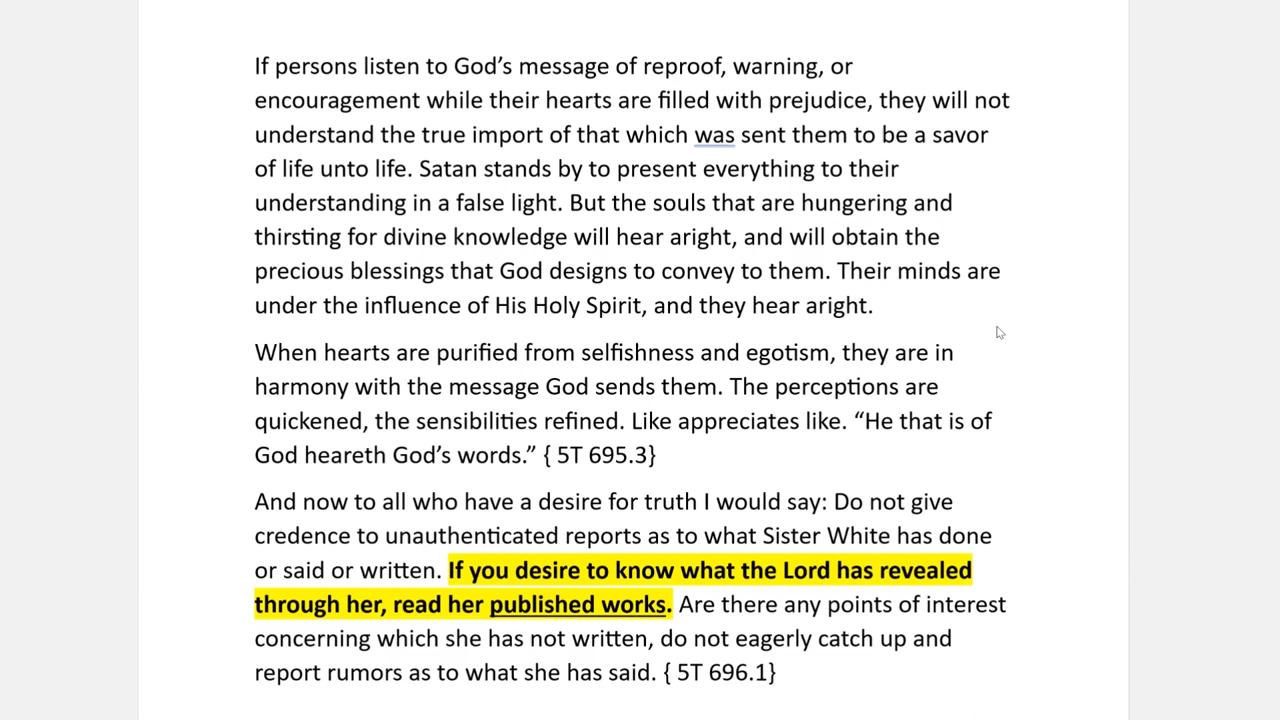 If persons listen to God’s message of reproof, warning, or
encouragement while their hearts are filled with prejudice, they will not
understand the true import of that which was sent them to be a savor
of life unto life. Satan stands by to present everything to their
understanding in a false light. But the souls that are hungering and
thirsting for divine knowledge will hear aright, and will obtain the
precious blessings that God designs to convey to them. Their minds are
under the influence of His Holy Spirit, and they hear aright.
When hearts are purified from selfishness and egotism, they are in
harmony with the message God sends them. The perceptions are
quickened, the sensibilities refined. Like appreciates like. “He that is of
God heareth God’s words.” { 5T 695.3}
And now to all who have a desire for truth I would say: Do not give
credence to unauthenticated reports as to what Sister White has done
or said or written. If you desire to know what the Lord has revealed
through her, read her published works. Are there any points of interest
concerning which she has not written, do not eagerly catch up and
report rumors as to what she has said. { 5T 696.1}